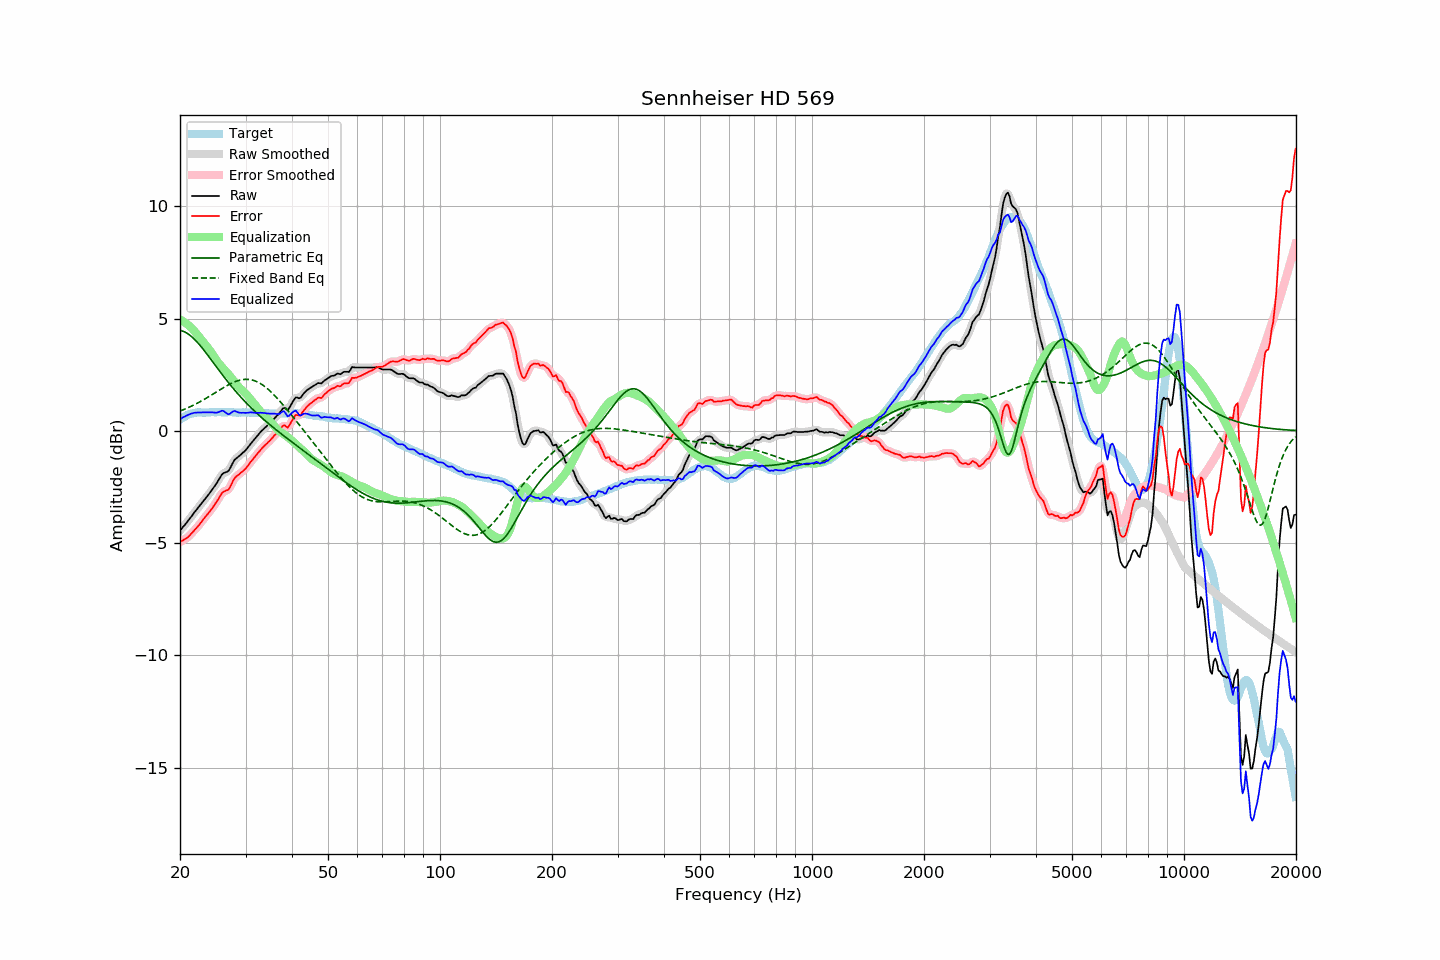 Sennheiser HD 569
Target
Raw Smoothed
Error Smoothed
Raw
Error
Equalization
Parametric Eq
Fixed Band Eq
Equalized
Amplitude (dBr)
10
5
0
−5
−10
−15
20 50 100 200 500 1000 2000 5000 10000 20000
Frequency (Hz)